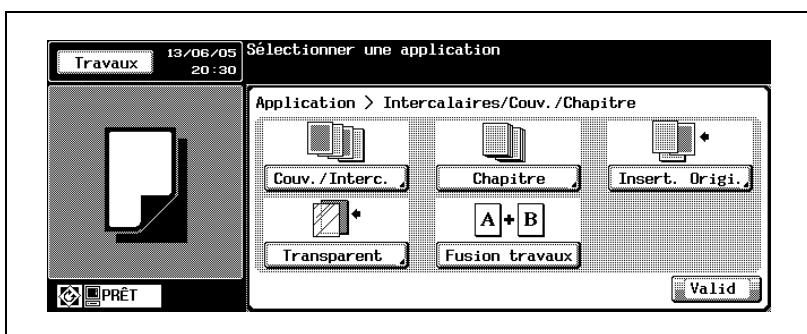 Travaux
13/06/05
20:30
Sélectionner une application
Application > Intercalaires/Couv./Chapitre
Couv./Interc.
Chapitre
Insert. Origi.
A+B
Transparent
Fusion travaux
Valid
PRÊT